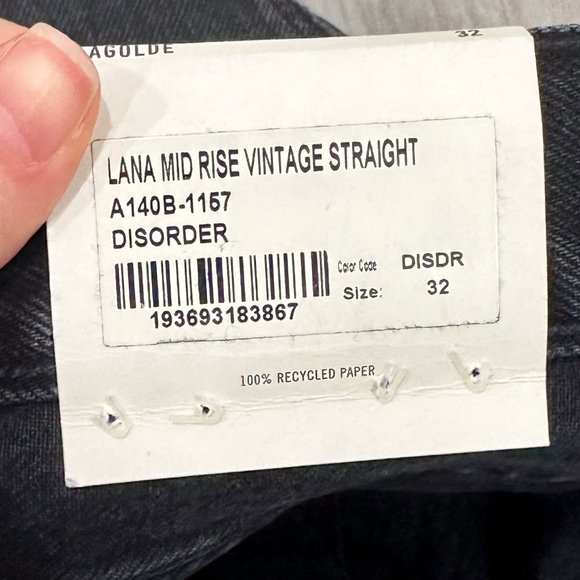 AGOLDE
32
LANA MID RISE VINTAGE STRAIGHT
A140B-1157
DISORDER
Color Code DISDR
Size: 32
193693183867
100% RECYCLED PAPER